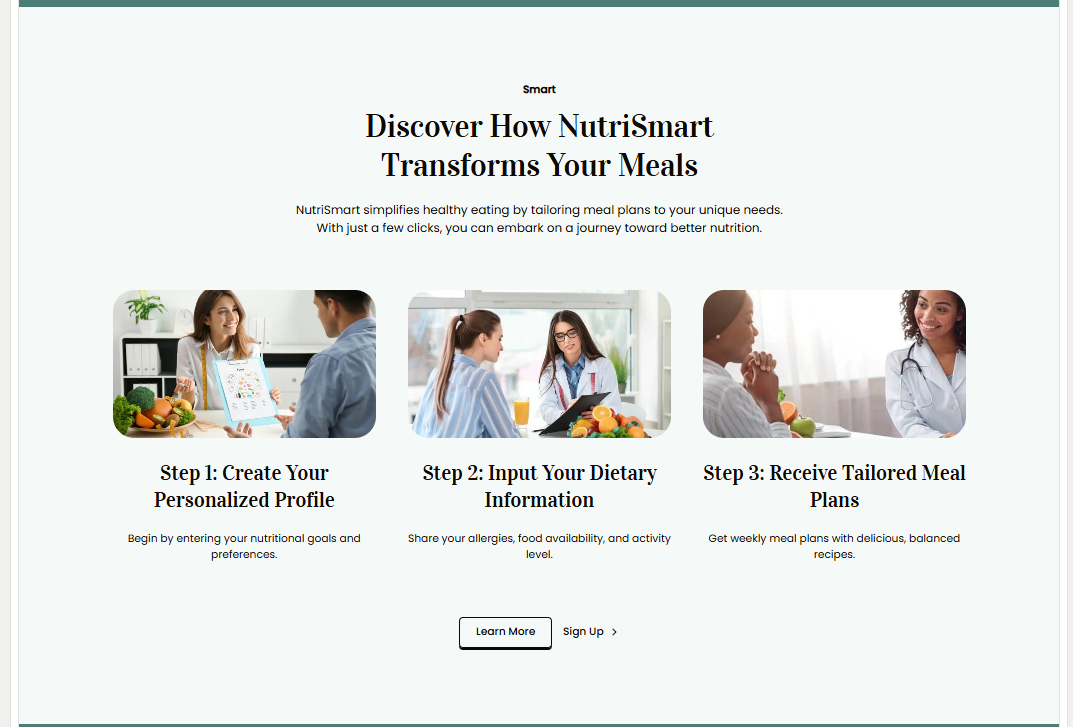 Smart
Discover How NutriSmart
Transforms Your Meals
NutriSmart simplifies healthy eating by tailoring meal plans to your unique needs.
With just a few clicks, you can embark on a journey toward better nutrition.
Step 1: Create Your
Personalized Profile
Step 2: Input Your Dietary
Information
Step 3: Receive Tailored Meal
Plans
Begin by entering your nutritional goals and
preferences.
Share your allergies, food availability, and activity
level.
Get weekly meal plans with delicious, balanced
recipes.
Learn More
Sign Up